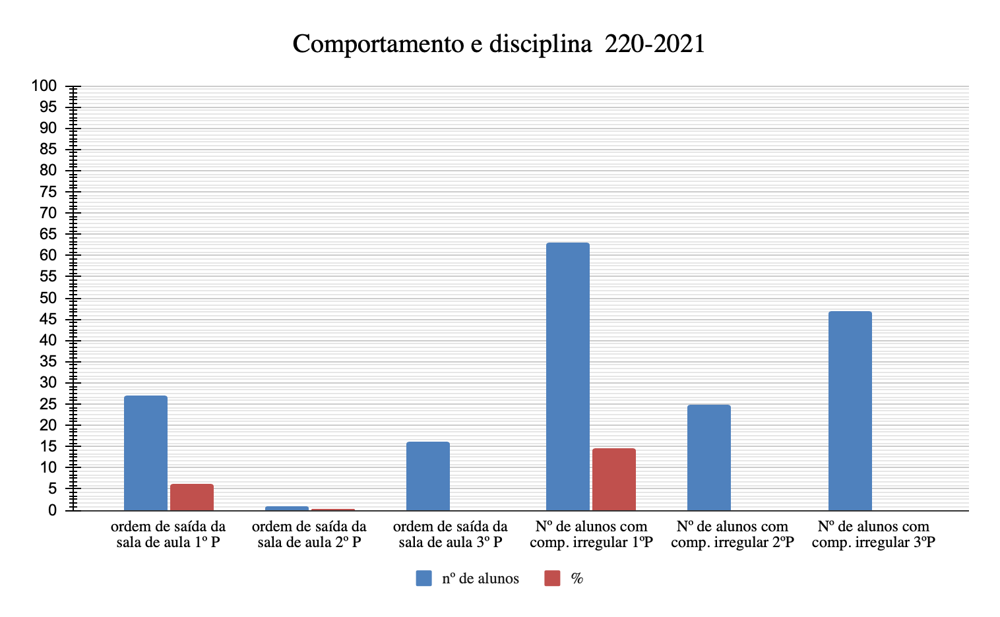 Comportamento e disciplina  220-2021
100
95
90
85
80
75
70
65
60
55
50
45
40
35
30
25
20
15
10
5
0
ordem de saída da
sala de aula 1º P
ordem de saída da
sala de aula 2º P
ordem de saída da
sala de aula 3º P
Nº de alunos com
comp. irregular 1ºP
Nº de alunos com
comp. irregular 2ºP
Nº de alunos com
comp. irregular 3ºP
nº de alunos
%